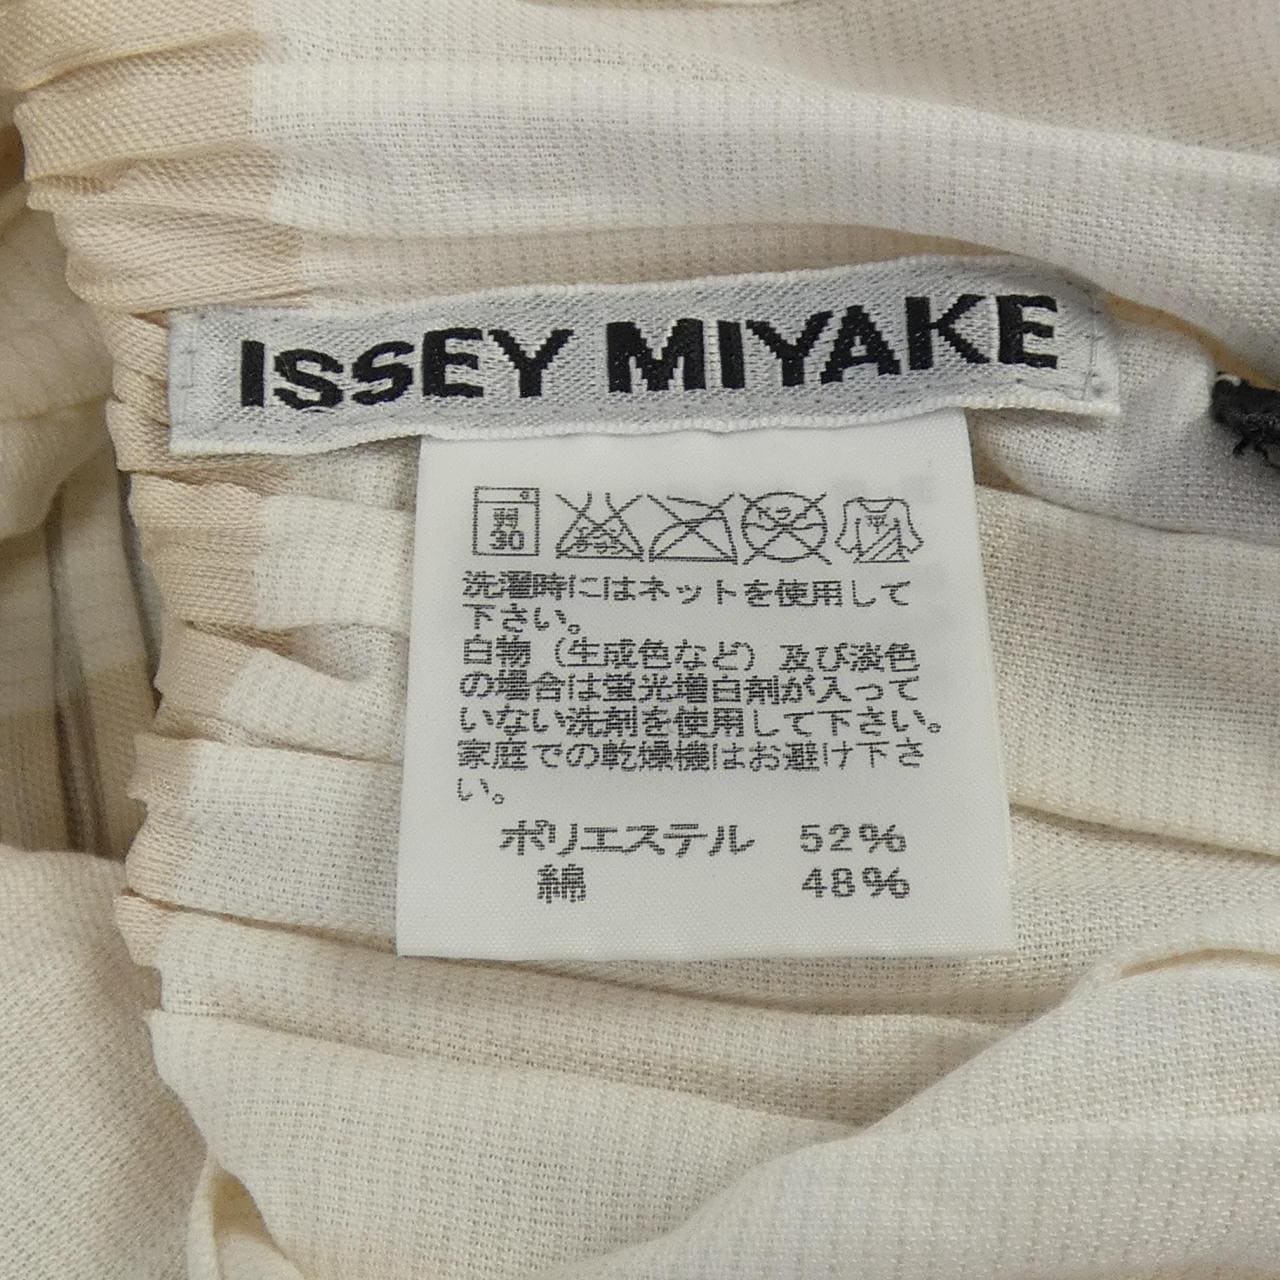 ISSEY MIYAKE
弱
30
洗濯時にはネットを使用して
下さい。
白物（生成色など）及び淡色
の場合は蛍光増白剤が入って
いない洗剤を使用して下さい。
家庭での乾燥機はお避け下さ
い。
ポリエステル 52%
綿 48%